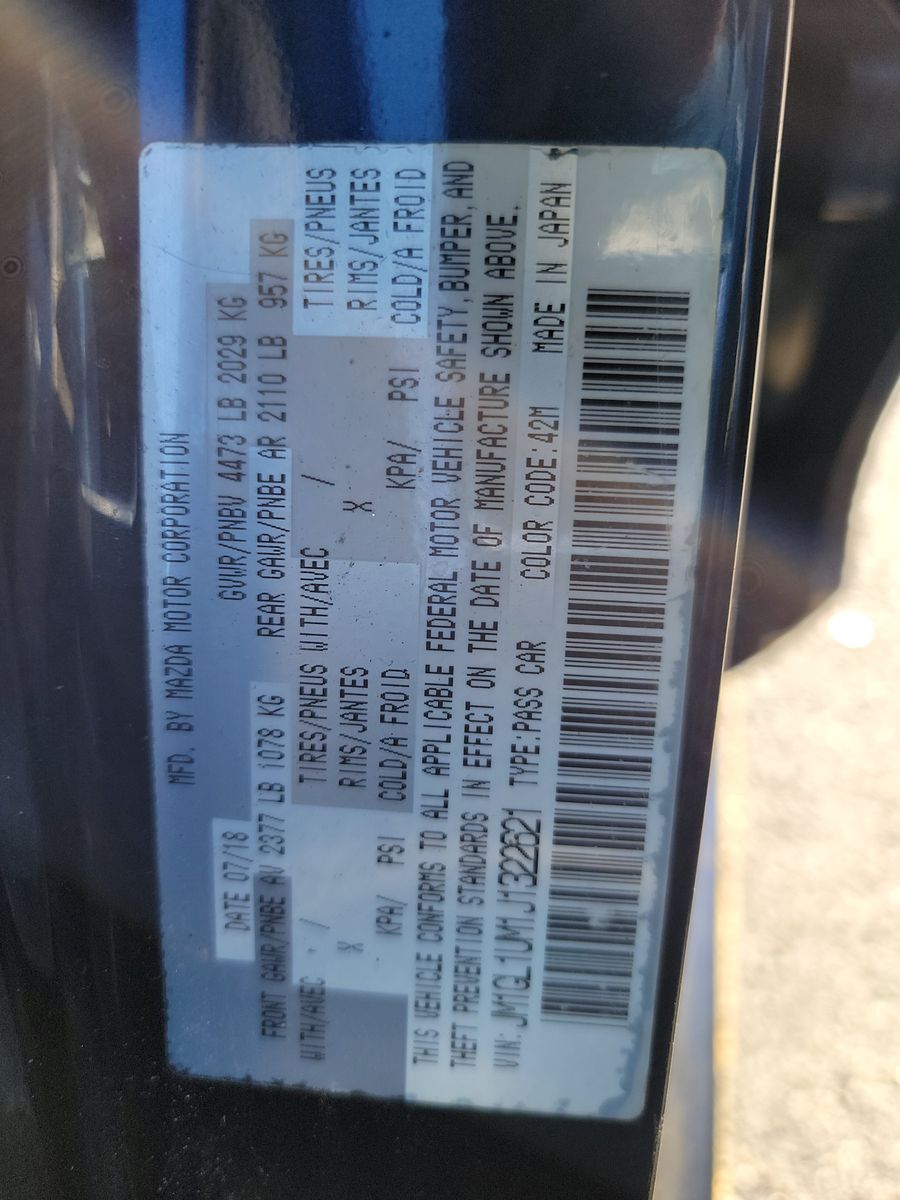 MFD. BY MAZDA MOTOR CORPORATION
DATE 07/18 GVWR/PNBV 4473 LB 2029 KG
FRONT GAWR/PNBE AV 2377 LB 1078 KG REAR GAWR/PNBE AR 2110 LB 957 KG
WITH/AVEC - / TIRES/PNEUS WITH/AVEC / TIRES/PNEUS
X RIMS/JANTES X RIMS/JANTES
KPA/ PSI COLD/A FROID KPA/ PSI COLD/A FROID
THIS VEHICLE CONFORMS TO ALL APPLICABLE FEDERAL MOTOR VEHICLE SAFETY, BUMPER, AND
THEFT PREVENTION STANDARDS IN EFFECT ON THE DATE OF MANUFACTURE SHOWN ABOVE.
VIN: JM1GL1UM1J1322621 TYPE:PASS CAR COLOR CODE:42M MADE IN JAPAN